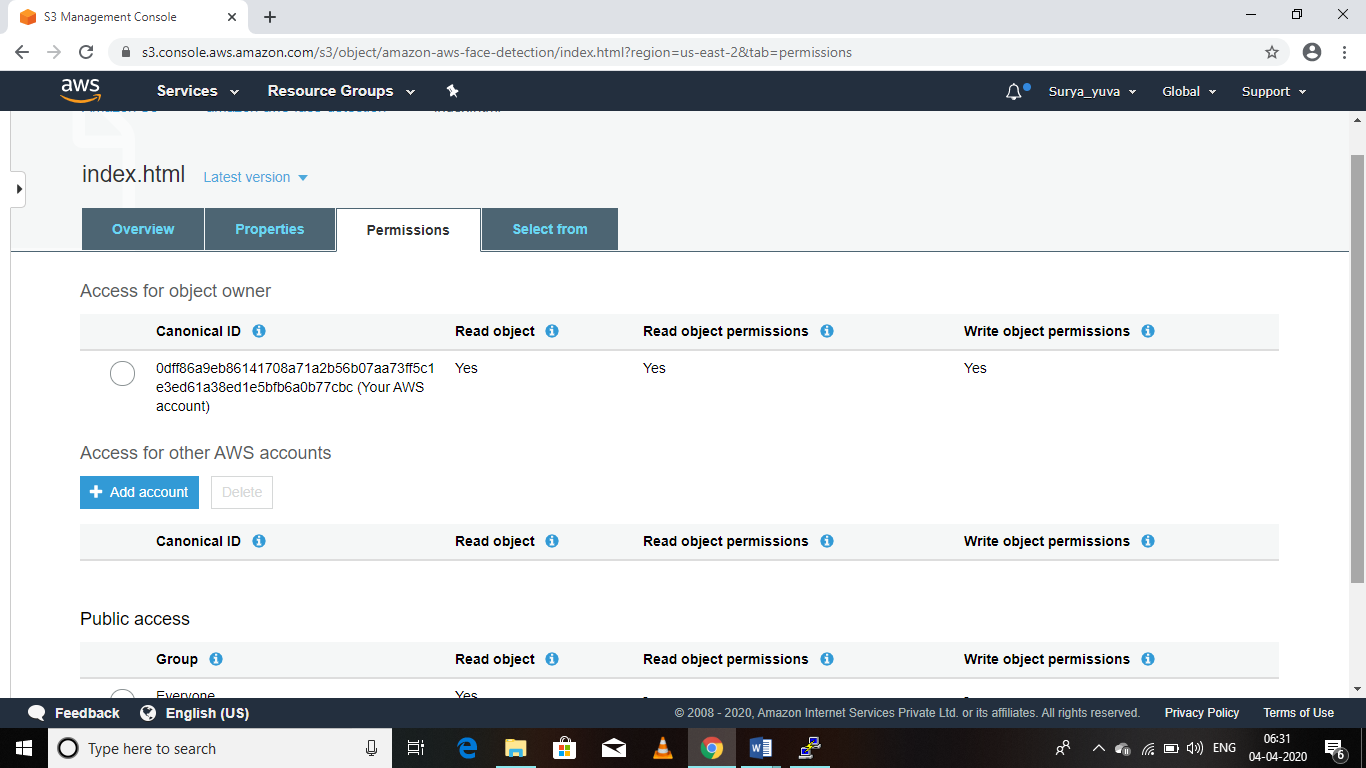 S3 Management Console
s3.console.aws.amazon.com/s3/object/amazon-aws-face-detection/index.html?region=us-east-2&tab=permissions
aws Services Resource Groups Surya_yuva Global Support
index.html Latest version
Overview Properties Permissions Select from
Access for object owner
Canonical ID Read object Read object permissions Write object permissions
0dff86a9eb86141708a71a2b56b07aa73ff5c1 Yes Yes Yes
e3ed61a38ed1e5bfb6a0b77cbc (Your AWS
account)
Access for other AWS accounts
+ Add account Delete
Canonical ID Read object Read object permissions Write object permissions
Public access
Group Read object Read object permissions Write object permissions
Everyone Yes - -
Feedback English (US) © 2008 - 2020, Amazon Internet Services Private Ltd. or its affiliates. All rights reserved. Privacy Policy Terms of Use
Type here to search ENG 06:31
04-04-2020 6